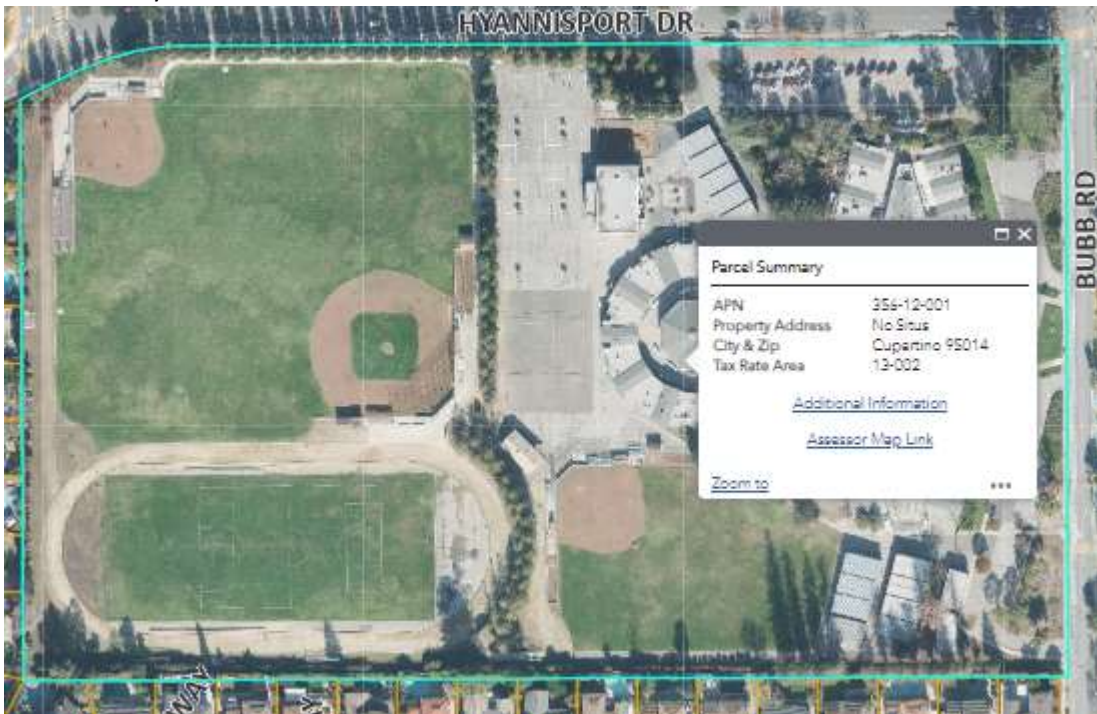 HYANNISPORT DR
BUBB RD
Parcel Summary
APN 356-12-001
Property Address No Situs
City & Zip Cupertino 95014
Tax Rate Area 13-002
Additional Information
Assessor Map Link
Zoom to
WAY